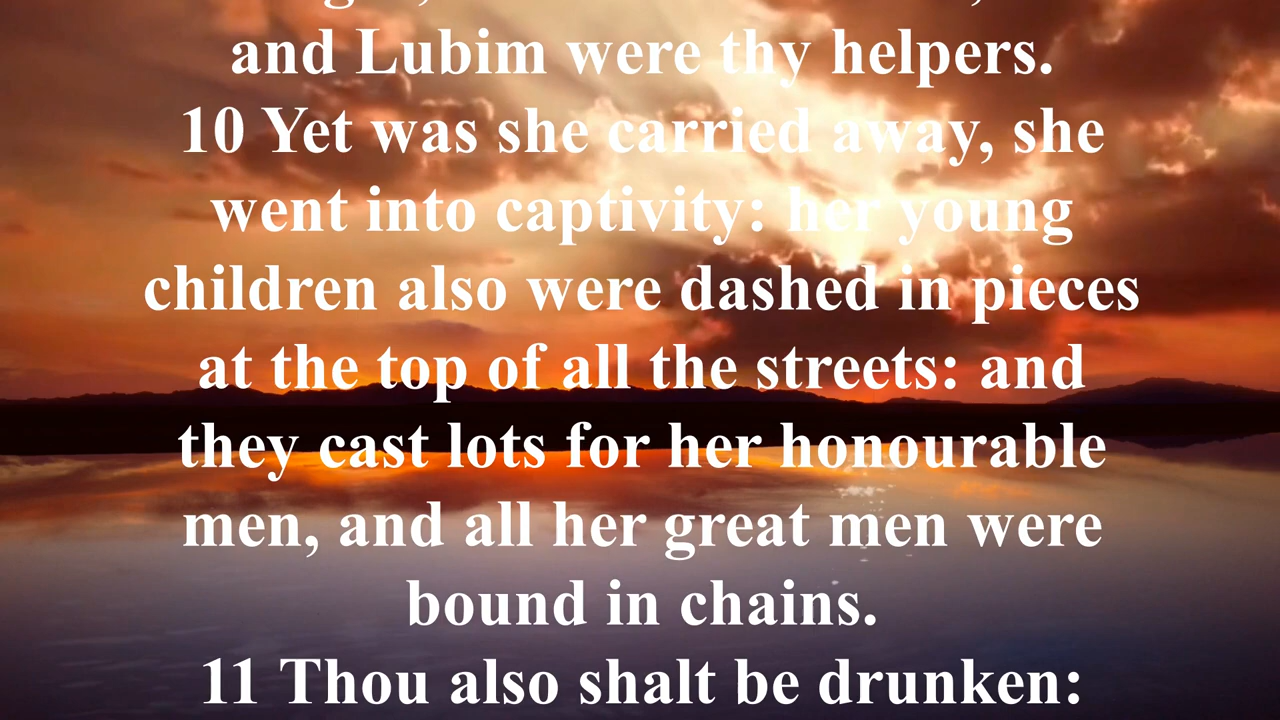 and Lubim were thy helpers.
10 Yet was she carried away, she
went into captivity: her young
children also were dashed in pieces
at the top of all the streets: and
they cast lots for her honourable
men, and all her great men were
bound in chains.
11 Thou also shalt be drunken: